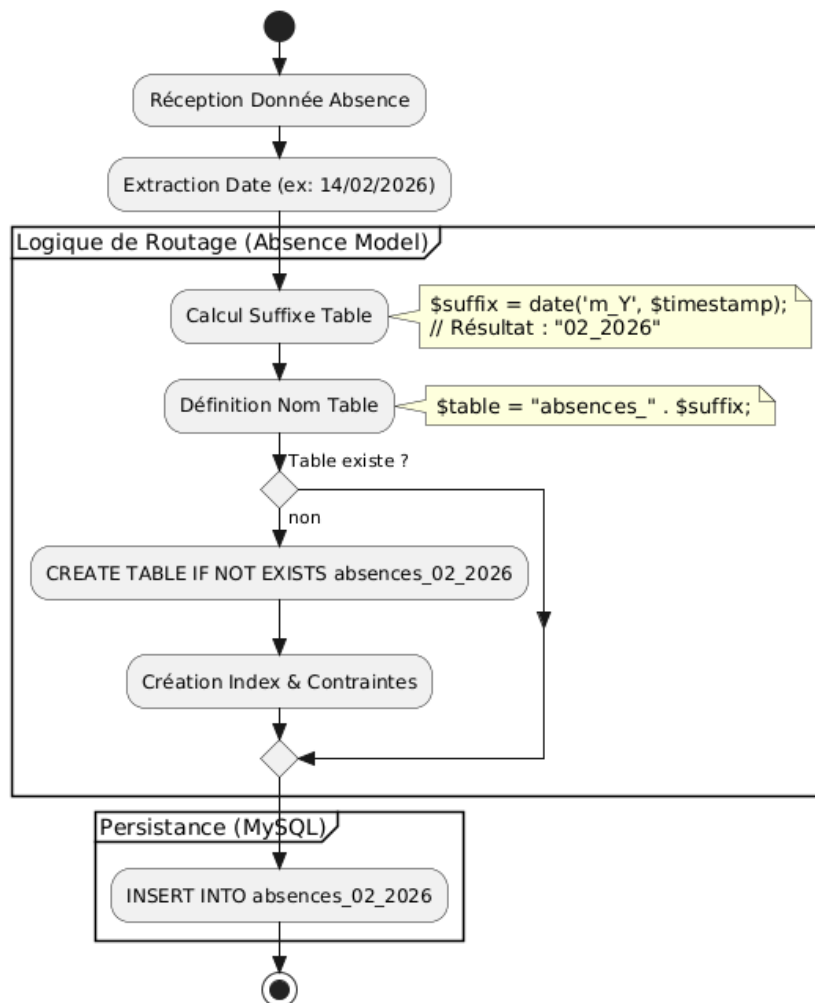 Réception Donnée Absence
Extraction Date (ex: 14/02/2026)
Logique de Routage (Absence Model)
Calcul Suffixe Table
$suffix = date('m_Y', $timestamp);
// Résultat : "02_2026"
Définition Nom Table
$table = "absences_" . $suffix;
Table existe ?
non
CREATE TABLE IF NOT EXISTS absences_02_2026
Création Index & Contraintes
Persistance (MySQL)
INSERT INTO absences_02_2026